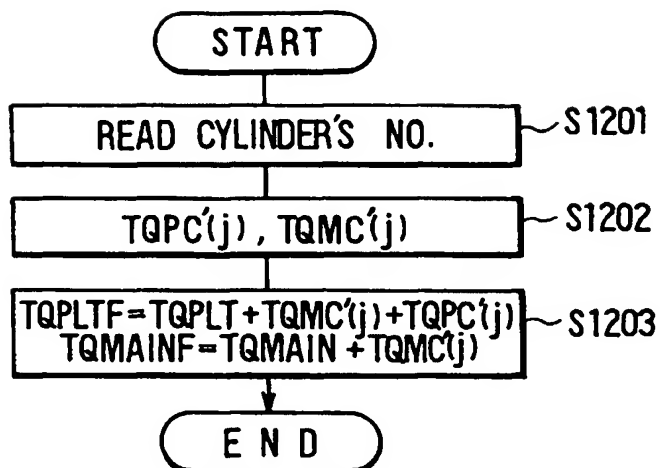 START
READ CYLINDER'S NO.
S1201
TQPC'(j), TQMC'(j)
S1202
TQPLTF=TQPLT+TQMC'(j)+TQPC'(j)
TQMAINF=TQMAIN+TQMC'(j)
S1203
END